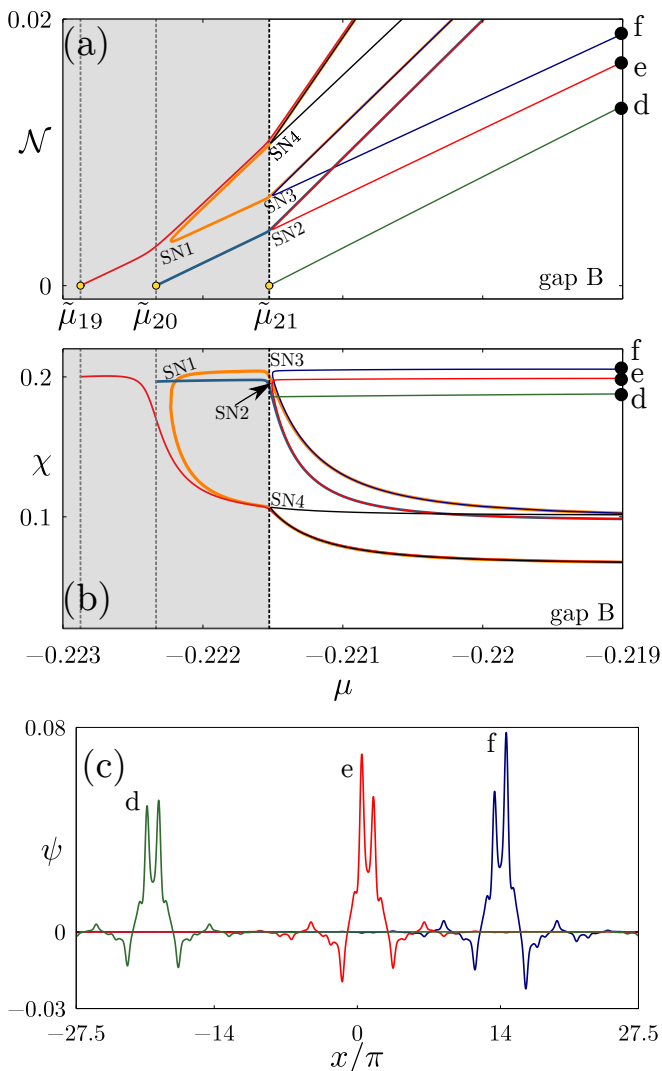 0.02
(a)
f
e
d
𝒩
SN4
SN3
SN2
SN1
0
gap B
μ̃19
μ̃20
μ̃21
f
e
d
0.2
SN1
SN3
SN2
χ
SN4
0.1
(b)
gap B
−0.223
−0.222
−0.221
−0.22
−0.219
μ
0.08
(c)
d
e
f
ψ
0
−0.03
−27.5
−14
0
14
27.5
x/π